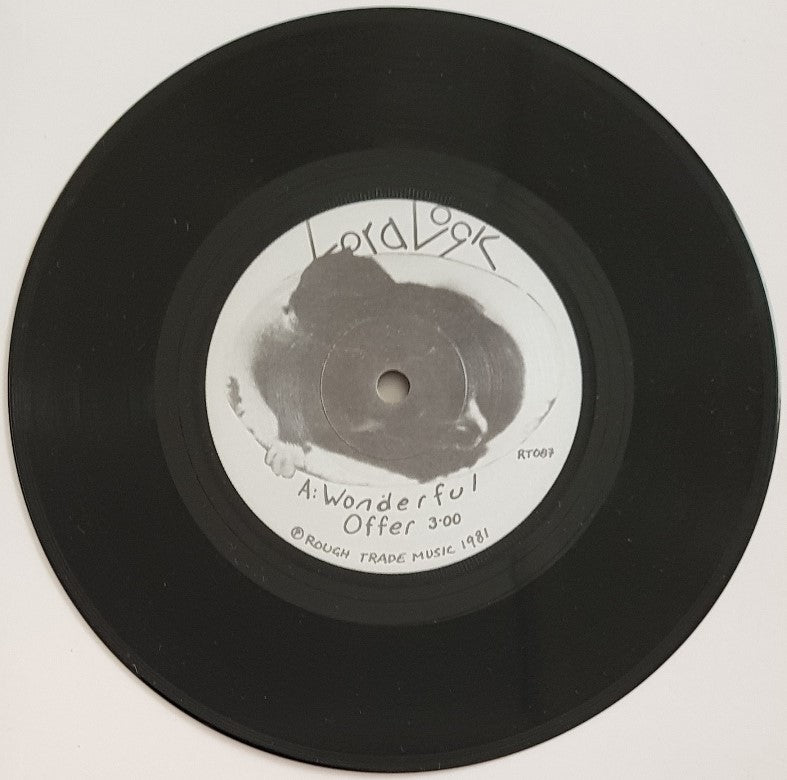 Lora Logic
RT087
A: Wonderful
Offer 3·00
℗ ROUGH TRADE MUSIC 1981